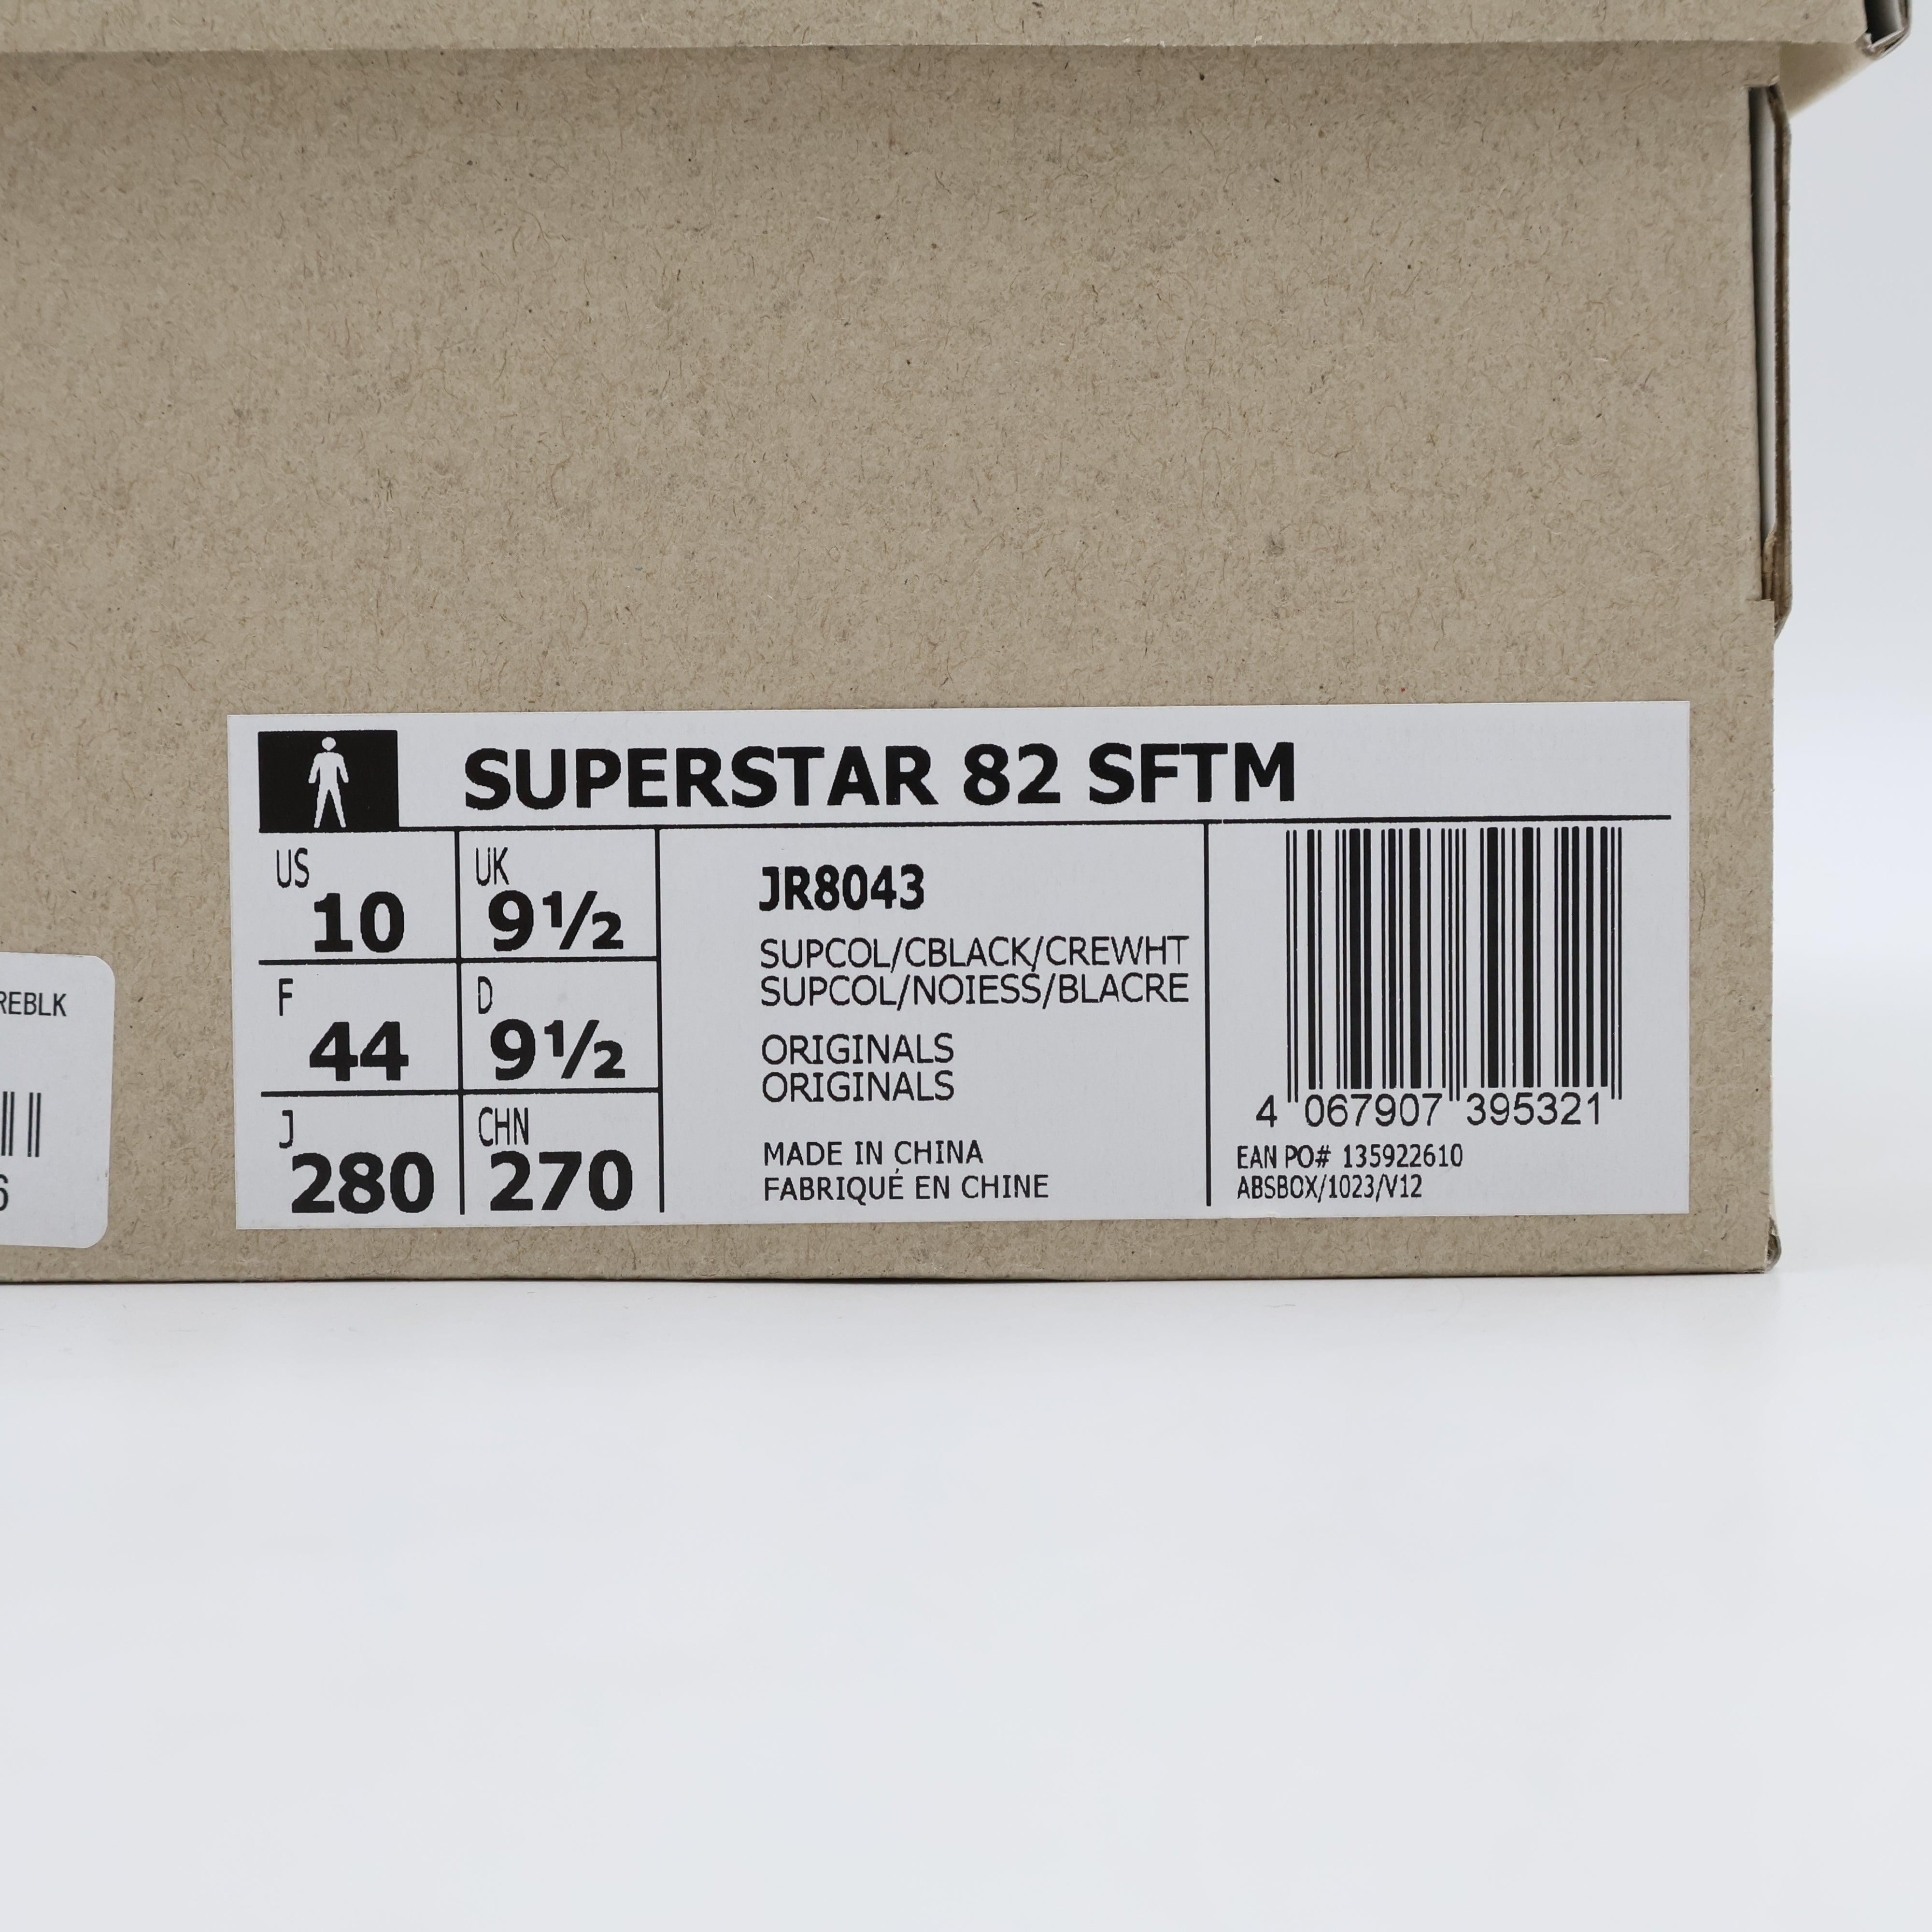 SUPERSTAR 82 SFTM
US
10
UK
9½
F
44
D
9½
J
280
CHN
270
JR8043
SUPCOL/CBLACK/CREWHT
SUPCOL/NOIESS/BLACRE
ORIGINALS
ORIGINALS
MADE IN CHINA
FABRIQUÉ EN CHINE
4 067907 395321
EAN PO# 135922610
ABSBOX/1023/V12
REBLK
6